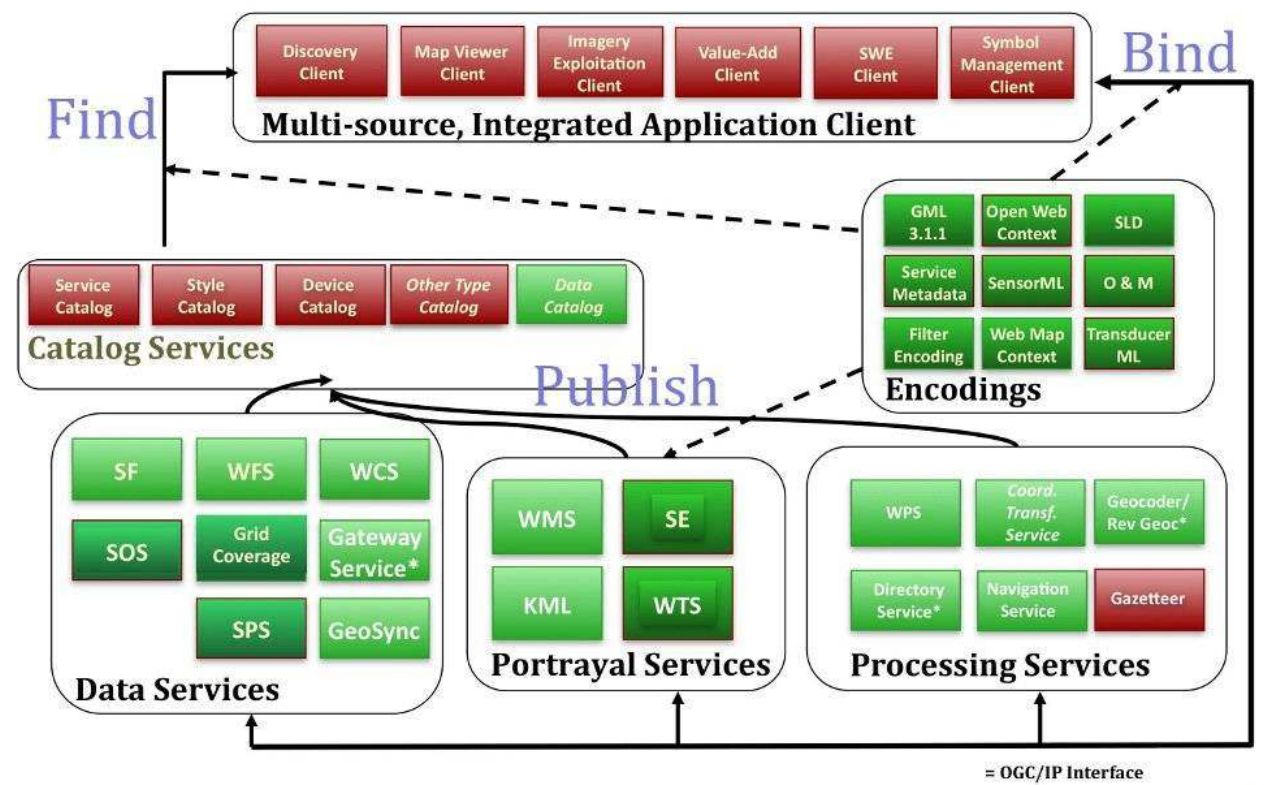 Discovery
Client
Map Viewer
Client
Imagery
Exploitation
Client
Value-Add
Client
SWE
Client
Symbol
Management
Client
Multi-source, Integrated Application Client
Bind
Find
GML
3.1.1
Open Web
Context
SLD
Service
Metadata
SensorML
O & M
Filter
Encoding
Web Map
Context
Transducer
ML
Encodings
Service
Catalog
Style
Catalog
Device
Catalog
Other Type
Catalog
Data
Catalog
Catalog Services
Publish
SF
WFS
WCS
SOS
Grid
Coverage
Gateway
Service*
SPS
GeoSync
Data Services
WMS
SE
KML
WTS
Portrayal Services
WPS
Coord.
Transf.
Service
Geocoder/
Rev Geoc*
Directory
Service*
Navigation
Service
Gazetteer
Processing Services
= OGC/IP Interface